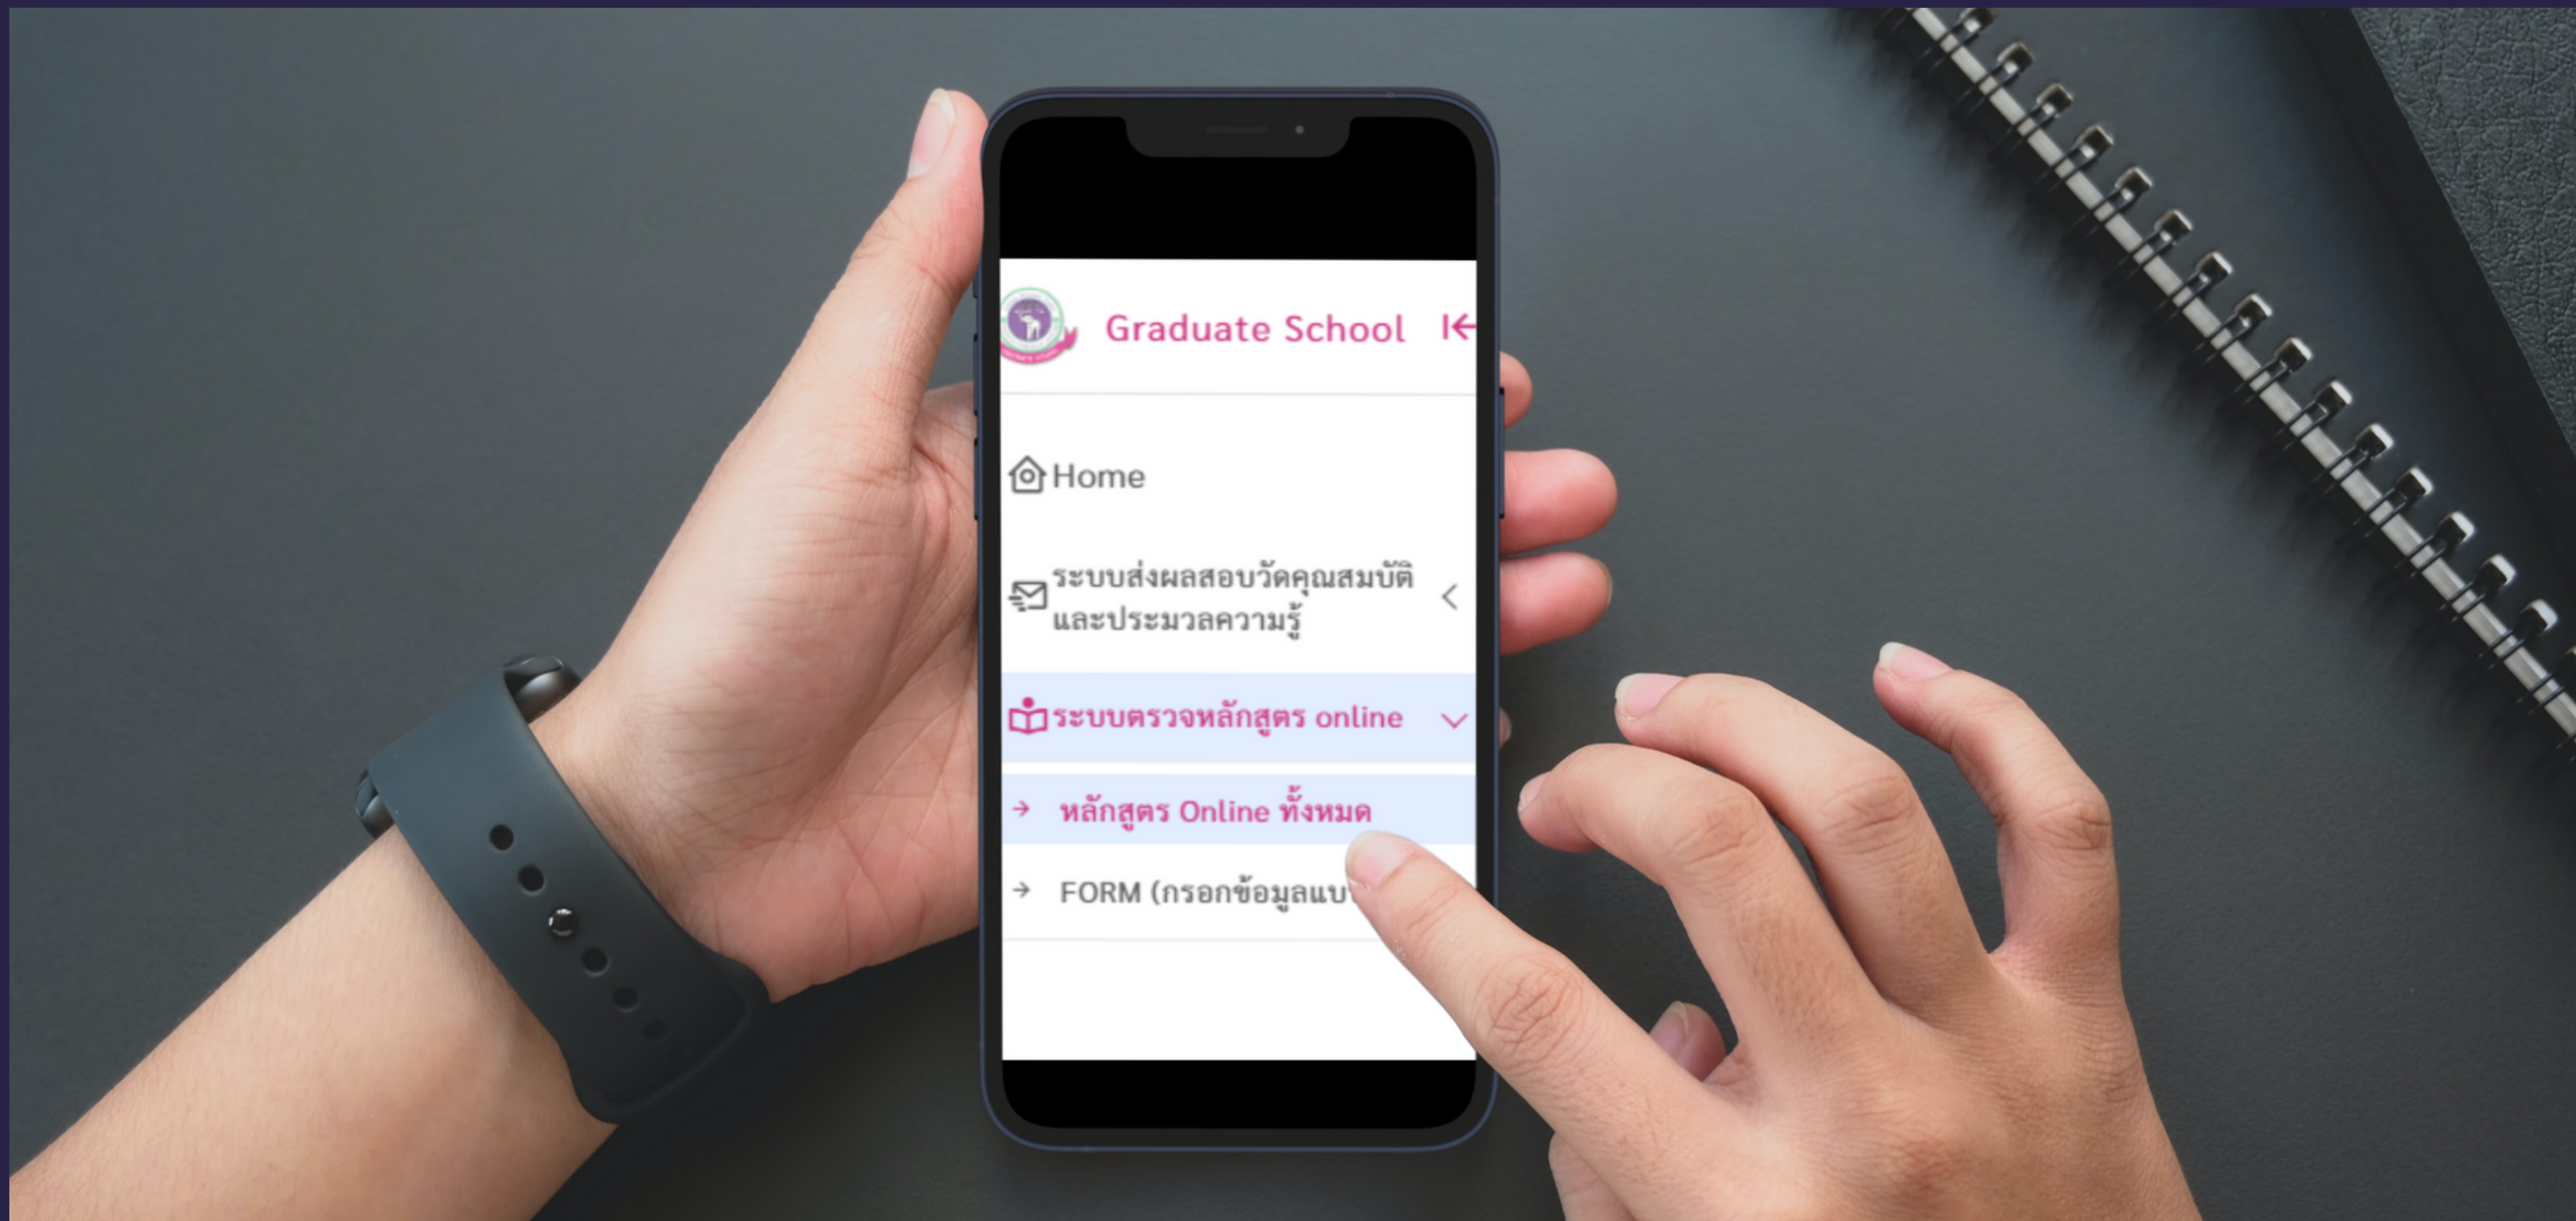 Graduate School
Home
ระบบส่งผลสอบวัดคุณสมบัติ
และประมวลความรู้
ระบบตรวจหลักสูตร online
หลักสูตร Online ทั้งหมด
FORM (กรอกข้อมูล